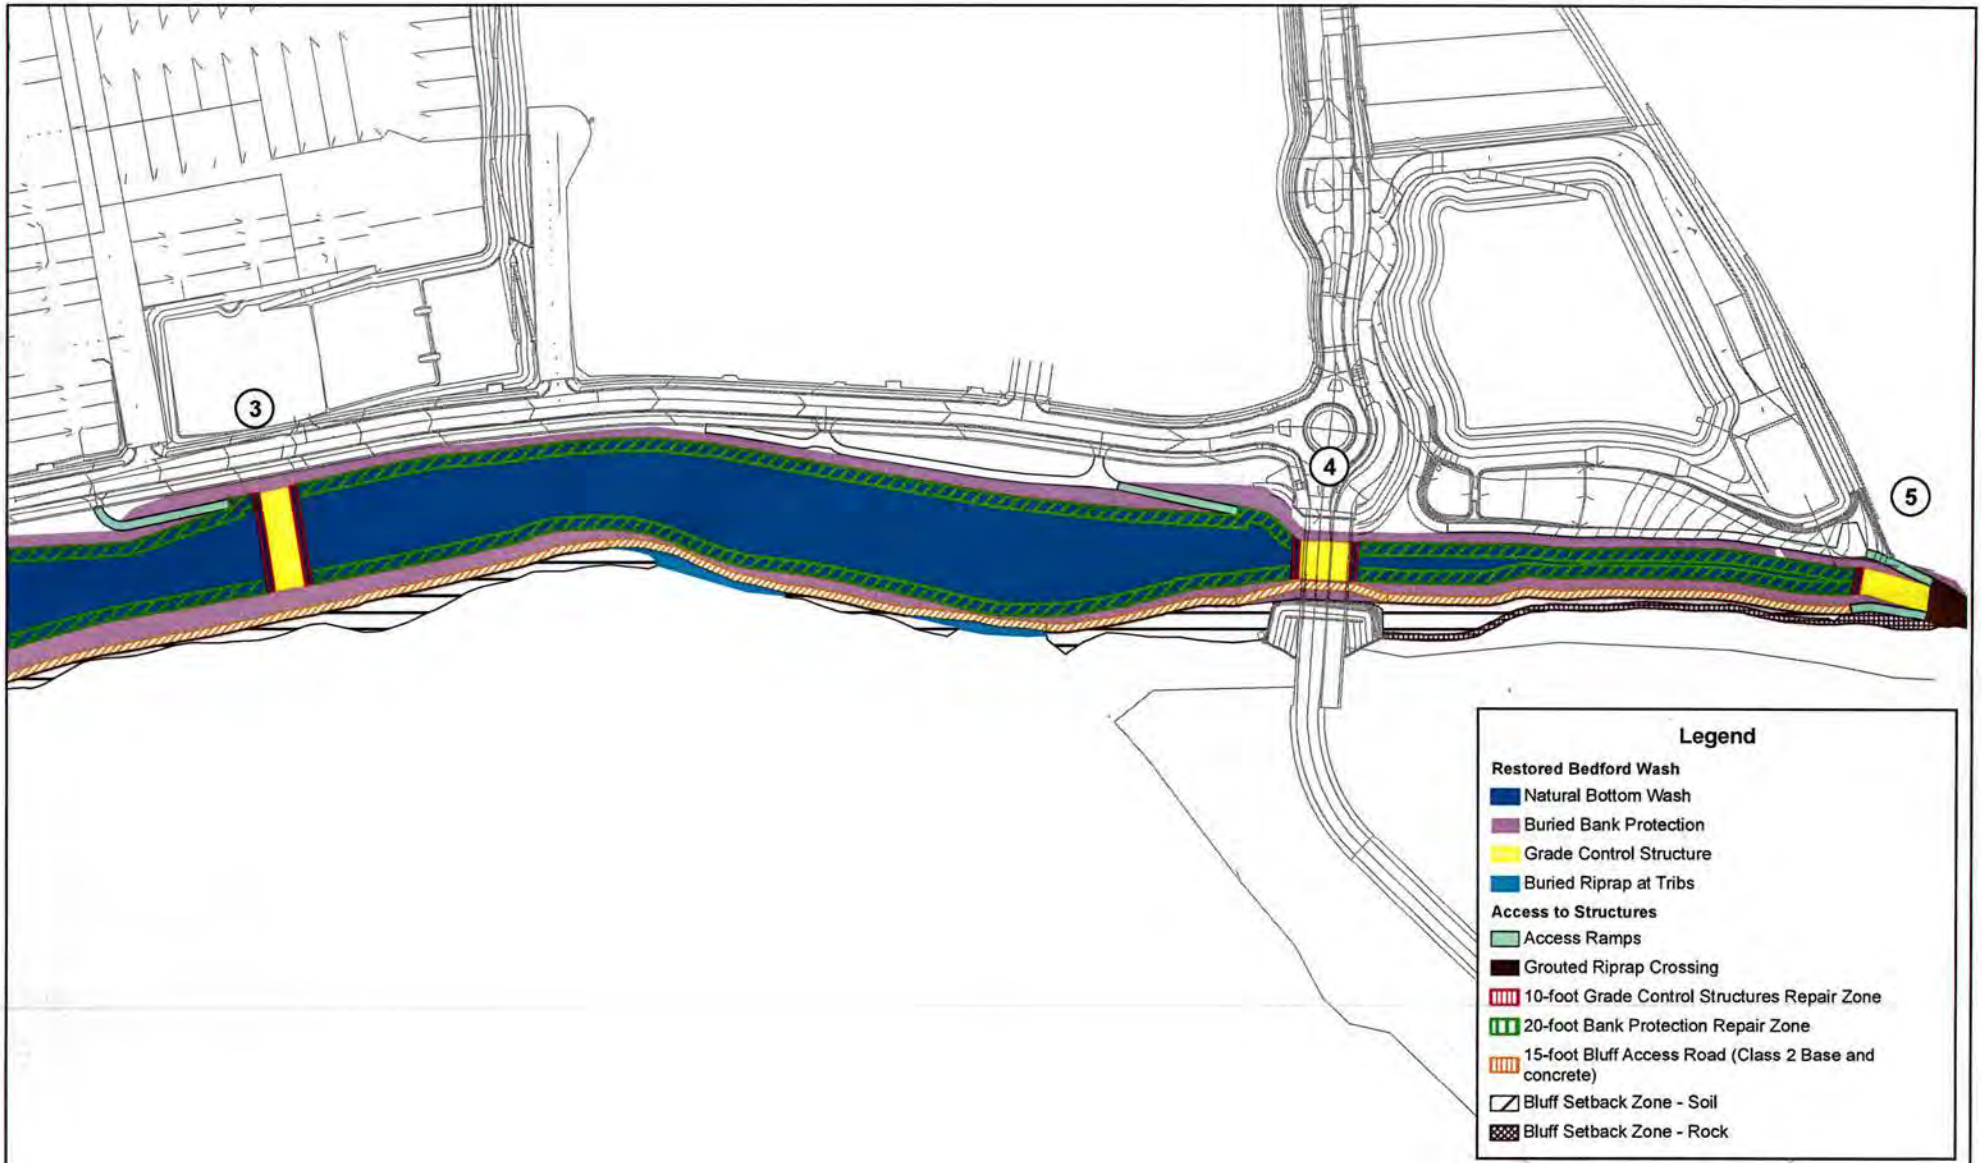 3
4
5
Legend
Restored Bedford Wash
Natural Bottom Wash
Buried Bank Protection
Grade Control Structure
Buried Riprap at Tribs
Access to Structures
Access Ramps
Grouted Riprap Crossing
10-foot Grade Control Structures Repair Zone
20-foot Bank Protection Repair Zone
15-foot Bluff Access Road (Class 2 Base and
concrete)
Bluff Setback Zone - Soil
Bluff Setback Zone - Rock